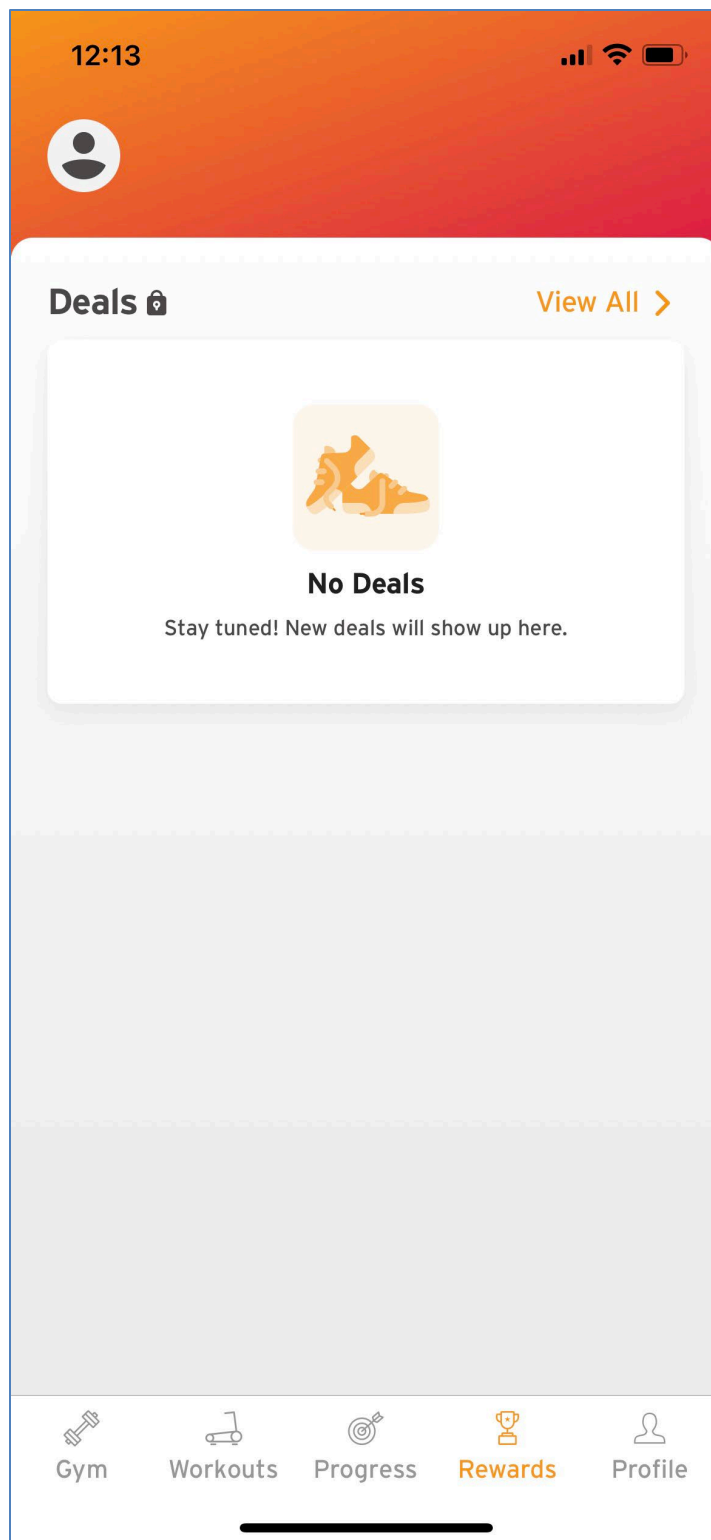 12:13
Deals
View All
No Deals
Stay tuned! New deals will show up here.
Gym
Workouts
Progress
Rewards
Profile